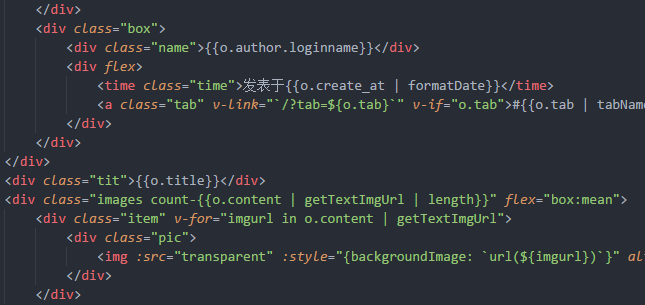 </div>
<div class="box">
<div class="name">{{o.author.loginname}}</div>
<div flex>
<time class="time">发表于{{o.create_at | formatDate}}</time>
<a class="tab" v-link="`/?tab=${o.tab}`" v-if="o.tab">#{{o.tab | tabNam
</div>
</div>
</div>
<div class="tit">{{o.title}}</div>
<div class="images count-{{o.content | getTextImgUrl | length}}" flex="box:mean">
<div class="item" v-for="imgurl in o.content | getTextImgUrl">
<div class="pic">
<img :src="transparent" :style="{backgroundImage: `url(${imgurl})`}" al
</div>
</div>